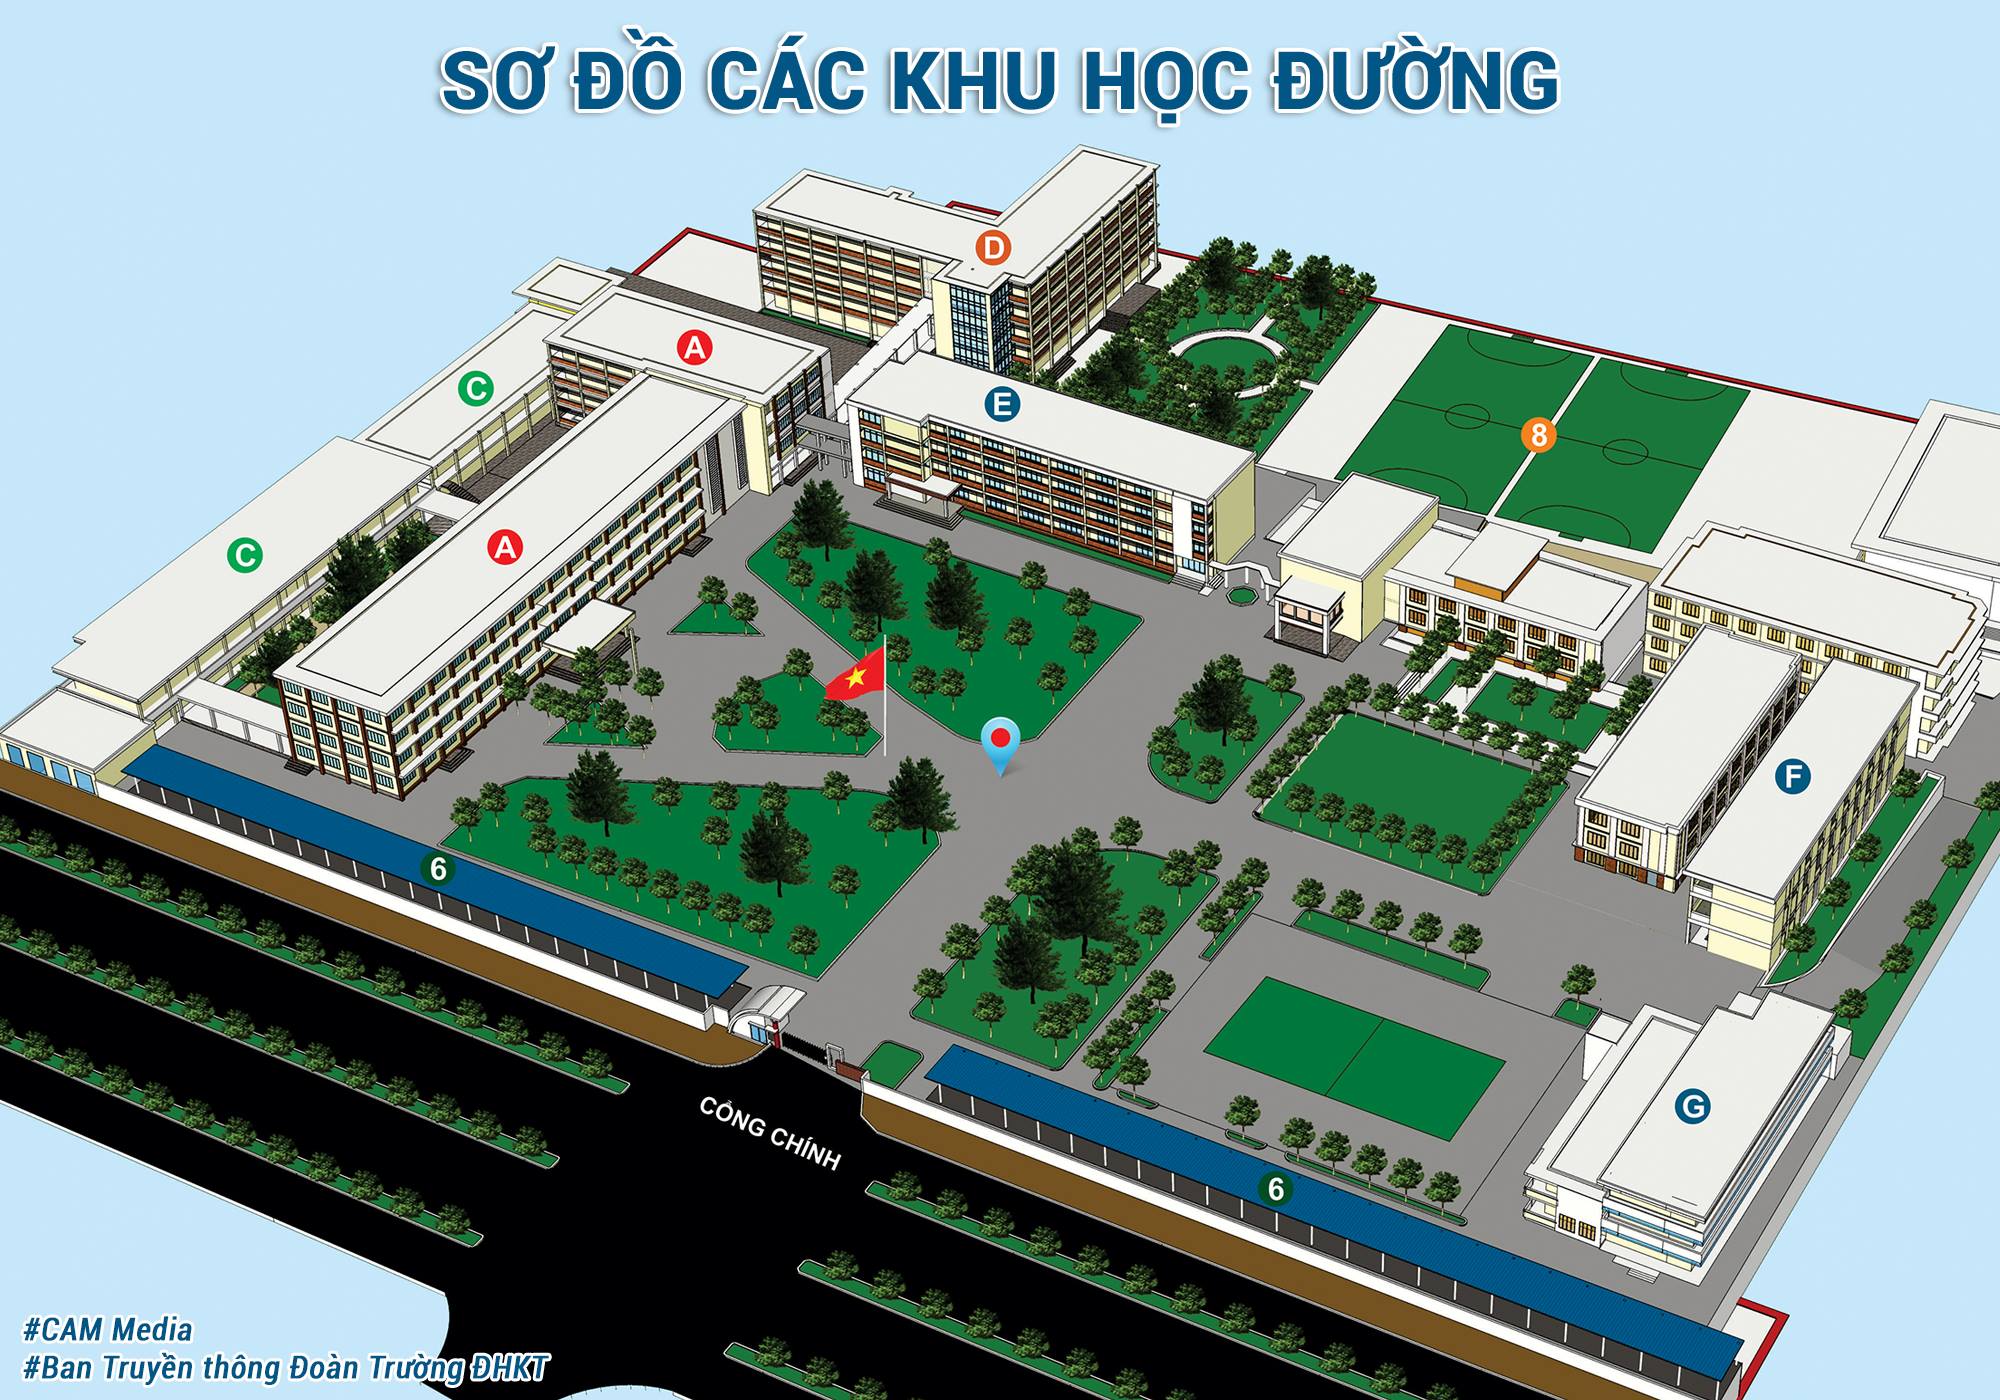 SƠ ĐỒ CÁC KHU HỌC ĐƯỜNG
D
A
C
E
8
A
C
F
6
G
CỔNG CHÍNH
6
#CAM Media
#Ban Truyền thông Đoàn Trường ĐHKT